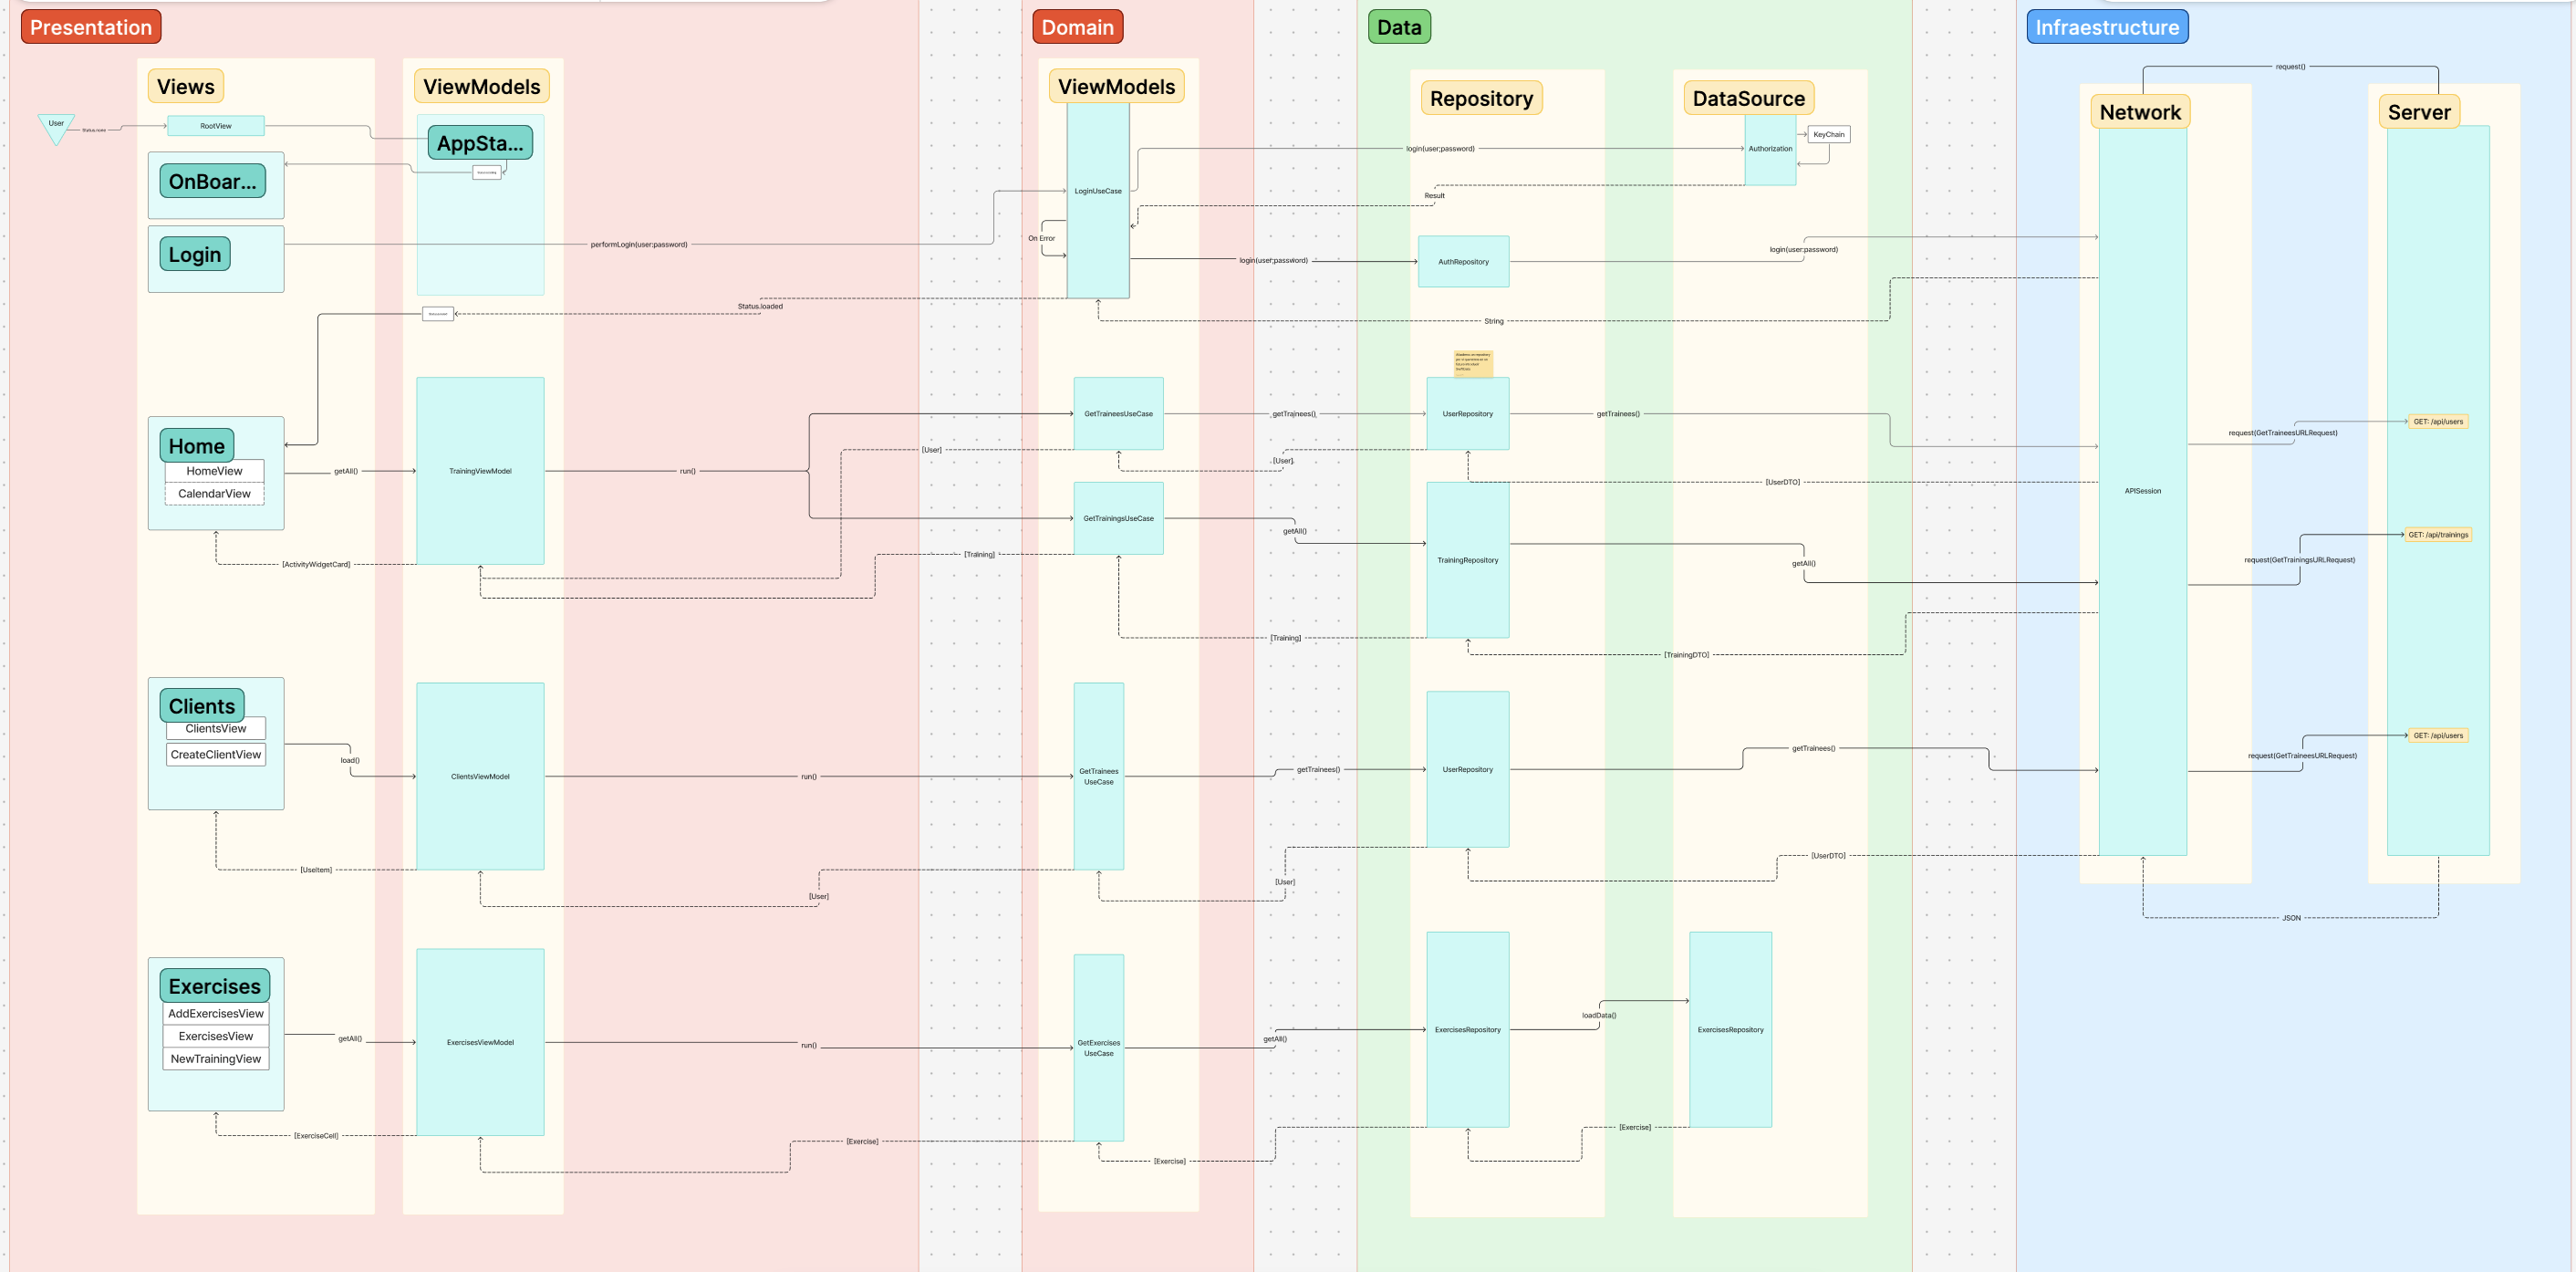 Presentation
Domain
Data
Infraestructure
Views
ViewModels
ViewModels
Repository
DataSource
Network
Server
request()
User
Status.none
RootView
AppSta...
OnBoar...
Login
performLogin(user;password)
LoginUseCase
On Error
login(user;password)
Authorization
KeyChain
Result
login(user;password)
AuthRepository
login(user;password)
Status.loaded
String
Home
HomeView
CalendarView
getAll()
TrainingViewModel
run()
[ActivityWidgetCard]
GetTraineesUseCase
getTrainees()
UserRepository
getTrainees()
[User]
[User]
[UserDTO]
GetTrainingsUseCase
getAll()
TrainingRepository
getAll()
[Training]
[Training]
[TrainingDTO]
APISession
request(GetTraineesURLRequest)
GET: /api/users
request(GetTrainingsURLRequest)
GET: /api/trainings
Clients
ClientsView
CreateClientView
load()
ClientsViewModel
run()
GetTrainees
UseCase
getTrainees()
UserRepository
getTrainees()
request(GetTraineesURLRequest)
GET: /api/users
[UseItem]
[User]
[User]
[UserDTO]
JSON
Exercises
AddExercisesView
ExercisesView
NewTrainingView
getAll()
ExercisesViewModel
run()
GetExercises
UseCase
getAll()
ExercisesRepository
loadData()
ExercisesRepository
[ExerciseCell]
[Exercise]
[Exercise]
[Exercise]